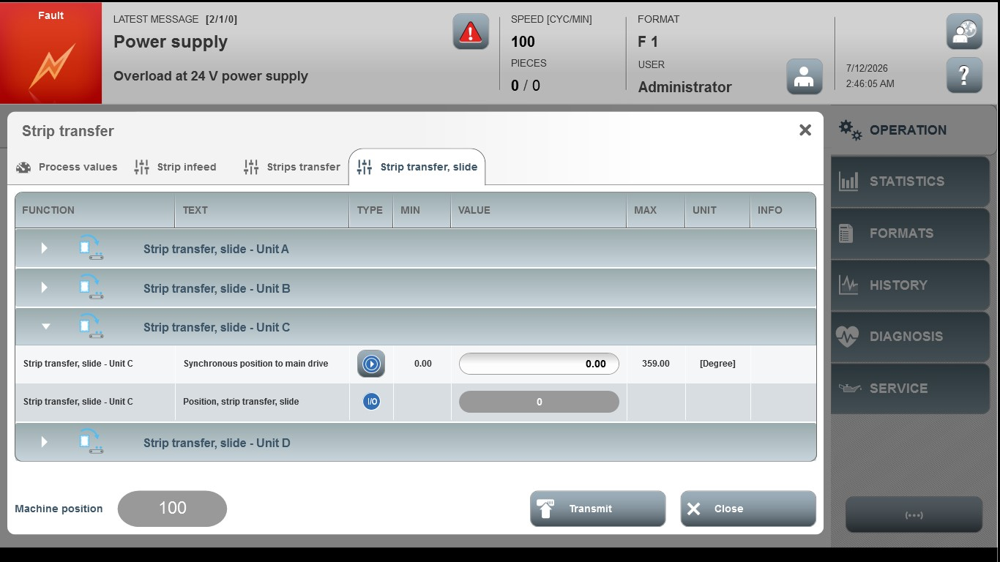 Fault
LATEST MESSAGE [2/1/0]
Power supply
Overload at 24 V power supply
SPEED [CYC/MIN]
100
PIECES
0 / 0
FORMAT
F 1
USER
Administrator
7/12/2026
2:46:05 AM
?
Strip transfer
Process values
Strip infeed
Strips transfer
Strip transfer, slide
FUNCTION TEXT TYPE MIN VALUE MAX UNIT INFO
Strip transfer, slide - Unit A
Strip transfer, slide - Unit B
Strip transfer, slide - Unit C
Strip transfer, slide - Unit C Synchronous position to main drive 0.00 0.00 359.00 [Degree]
Strip transfer, slide - Unit C Position, strip transfer, slide I/O 0
Strip transfer, slide - Unit D
Machine position 100
Transmit
Close
OPERATION
STATISTICS
FORMATS
HISTORY
DIAGNOSIS
SERVICE
(...)